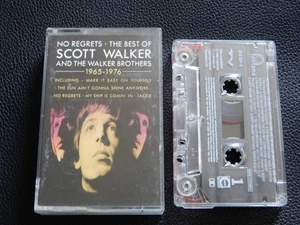 NO REGRETS · THE BEST OF
SCOTT WALKER
AND THE WALKER BROTHERS
1965-1976
INCLUDING · MAKE IT EASY ON YOURSELF
· THE SUN AIN'T GONNA SHINE ANYMORE ·
NO REGRETS · MY SHIP IS COMIN' IN · JACKIE
1